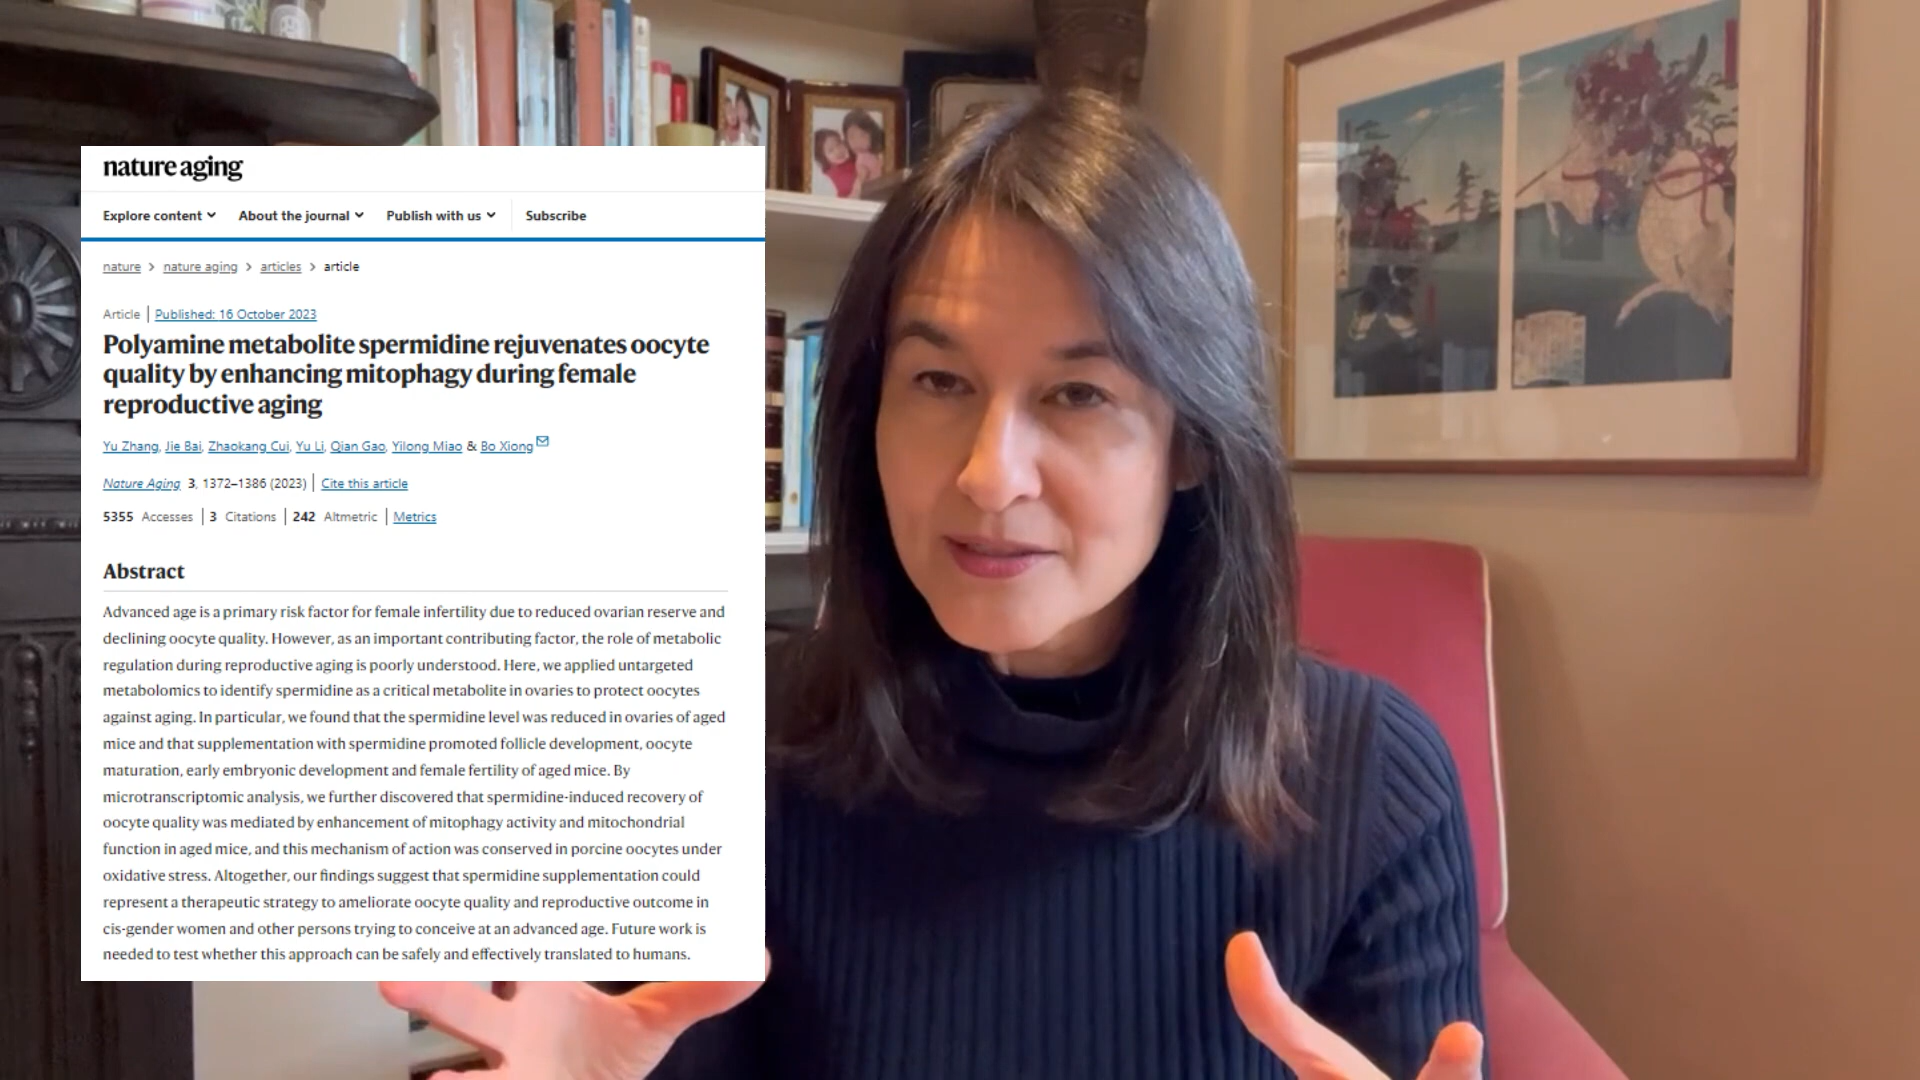 nature aging
Explore content About the journal Publish with us Subscribe
nature > nature aging > articles > article
Article | Published: 16 October 2023
Polyamine metabolite spermidine rejuvenates oocyte
quality by enhancing mitophagy during female
reproductive aging
Yu Zhang, Jie Bai, Zhaokang Cui, Yu Li, Qian Gao, Yilong Miao & Bo Xiong
Nature Aging 3, 1372–1386 (2023) | Cite this article
5355 Accesses | 3 Citations | 242 Altmetric | Metrics
Abstract
Advanced age is a primary risk factor for female infertility due to reduced ovarian reserve and
declining oocyte quality. However, as an important contributing factor, the role of metabolic
regulation during reproductive aging is poorly understood. Here, we applied untargeted
metabolomics to identify spermidine as a critical metabolite in ovaries to protect oocytes
against aging. In particular, we found that the spermidine level was reduced in ovaries of aged
mice and that supplementation with spermidine promoted follicle development, oocyte
maturation, early embryonic development and female fertility of aged mice. By
microtranscriptomic analysis, we further discovered that spermidine-induced recovery of
oocyte quality was mediated by enhancement of mitophagy activity and mitochondrial
function in aged mice, and this mechanism of action was conserved in porcine oocytes under
oxidative stress. Altogether, our findings suggest that spermidine supplementation could
represent a therapeutic strategy to ameliorate oocyte quality and reproductive outcome in
cis-gender women and other persons trying to conceive at an advanced age. Future work is
needed to test whether this approach can be safely and effectively translated to humans.